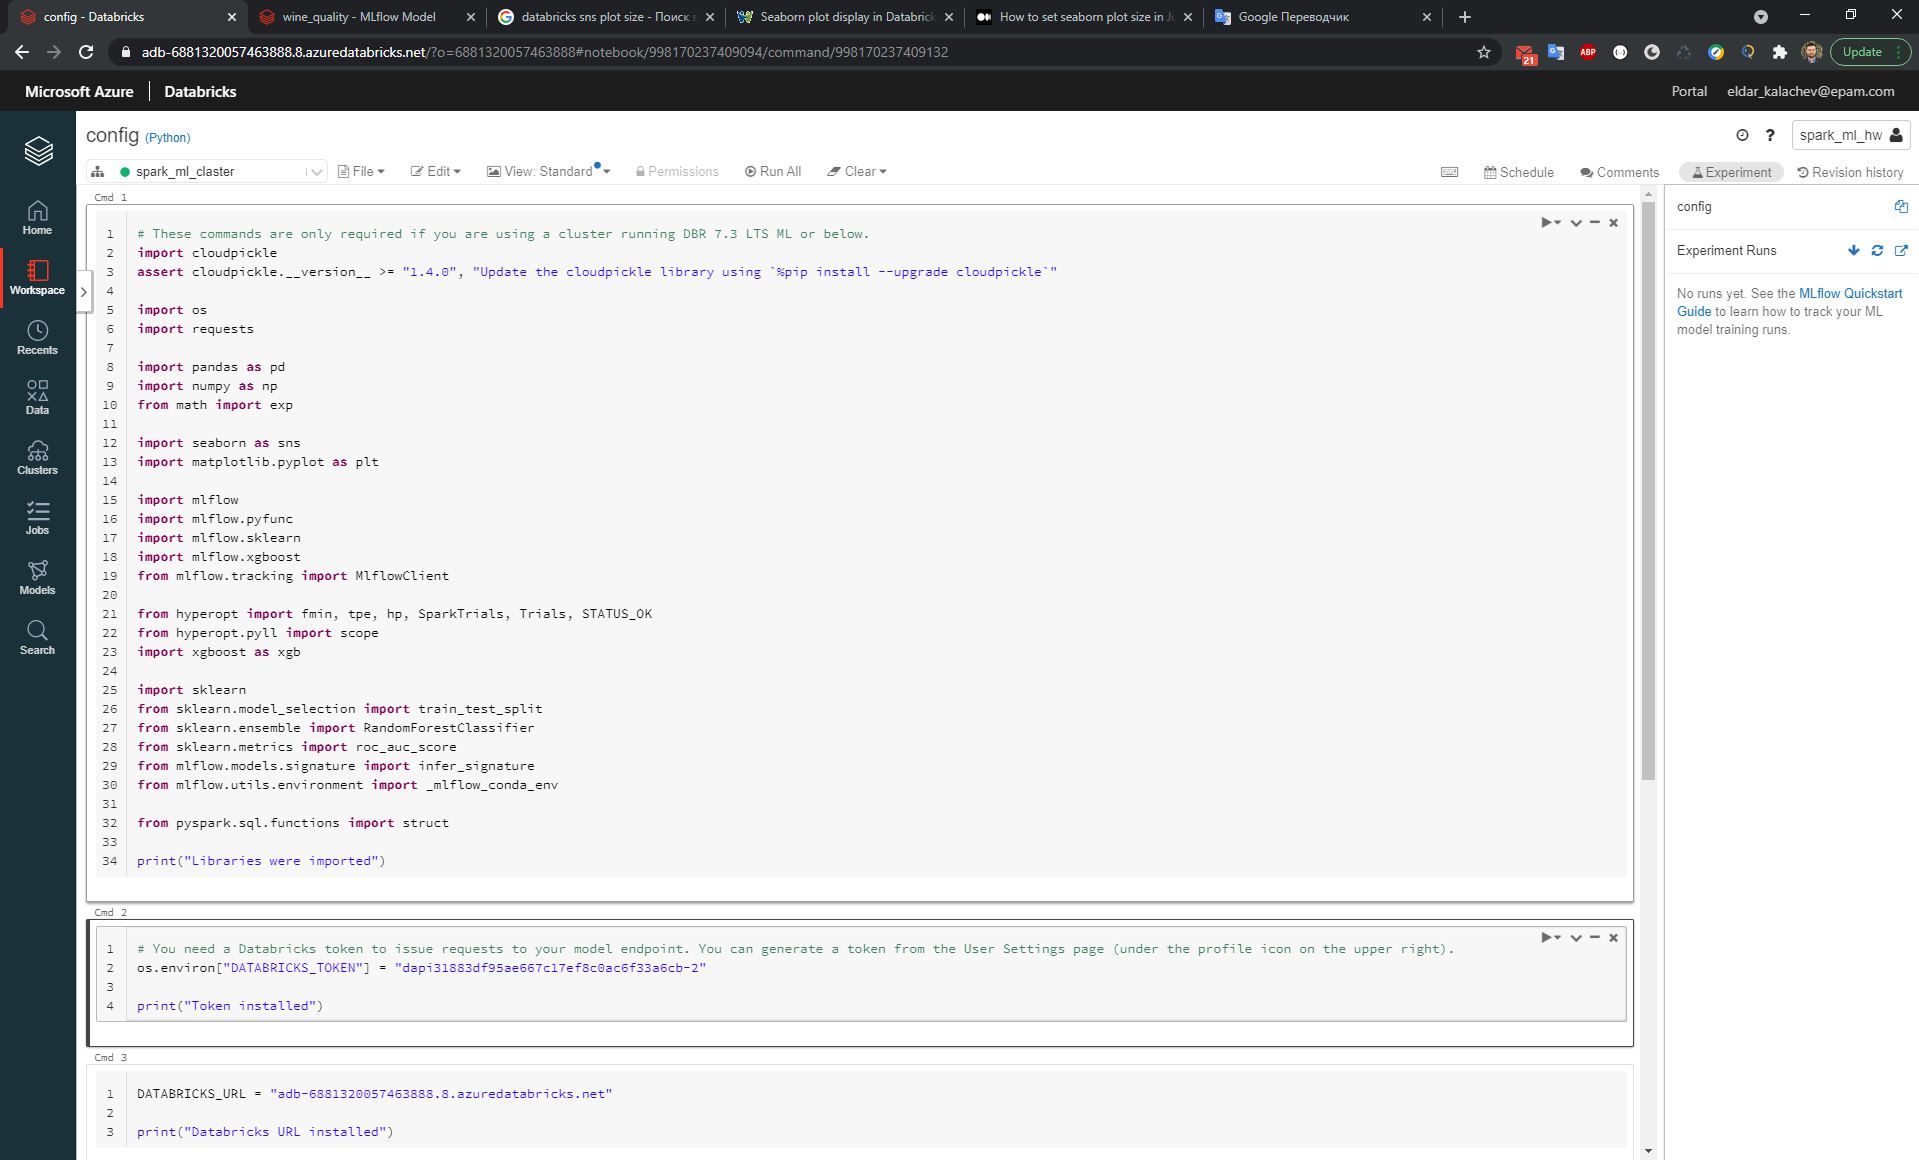 config - Databricks
wine_quality - MLflow Model
databricks sns plot size - Поиск в
Seaborn plot display in Databrick
How to set seaborn plot size in Ju
Google Переводчик
adb-6881320057463888.8.azuredatabricks.net/?o=6881320057463888#notebook/998170237409094/command/998170237409132
21
ABP
Update
Microsoft Azure
Databricks
Portal
eldar_kalachev@epam.com
config (Python)
spark_ml_hw
spark_ml_claster
File
Edit
View: Standard
Permissions
Run All
Clear
Schedule
Comments
Experiment
Revision history
Home
Workspace
Recents
Data
Clusters
Jobs
Models
Search
Cmd 1
1 # These commands are only required if you are using a cluster running DBR 7.3 LTS ML or below.
2 import cloudpickle
3 assert cloudpickle.__version__ >= "1.4.0", "Update the cloudpickle library using `%pip install --upgrade cloudpickle`"
4
5 import os
6 import requests
7
8 import pandas as pd
9 import numpy as np
10 from math import exp
11
12 import seaborn as sns
13 import matplotlib.pyplot as plt
14
15 import mlflow
16 import mlflow.pyfunc
17 import mlflow.sklearn
18 import mlflow.xgboost
19 from mlflow.tracking import MlflowClient
20
21 from hyperopt import fmin, tpe, hp, SparkTrials, Trials, STATUS_OK
22 from hyperopt.pyll import scope
23 import xgboost as xgb
24
25 import sklearn
26 from sklearn.model_selection import train_test_split
27 from sklearn.ensemble import RandomForestClassifier
28 from sklearn.metrics import roc_auc_score
29 from mlflow.models.signature import infer_signature
30 from mlflow.utils.environment import _mlflow_conda_env
31
32 from pyspark.sql.functions import struct
33
34 print("Libraries were imported")
Cmd 2
1 # You need a Databricks token to issue requests to your model endpoint. You can generate a token from the User Settings page (under the profile icon on the upper right).
2 os.environ["DATABRICKS_TOKEN"] = "dapi31883df95ae667c17ef8c0ac6f33a6cb-2"
3
4 print("Token installed")
Cmd 3
1 DATABRICKS_URL = "adb-6881320057463888.8.azuredatabricks.net"
2
3 print("Databricks URL installed")
config
Experiment Runs
No runs yet. See the MLflow Quickstart
Guide to learn how to track your ML
model training runs.